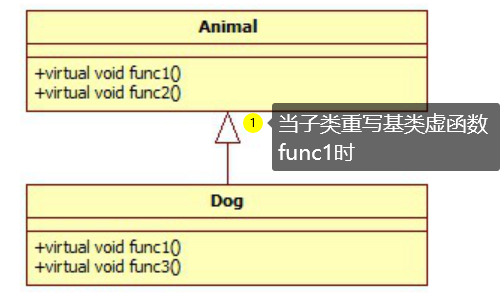 Animal
+virtual void func1()
+virtual void func2()
1
当子类重写基类虚函数
func1时
Dog
+virtual void func1()
+virtual void func3()